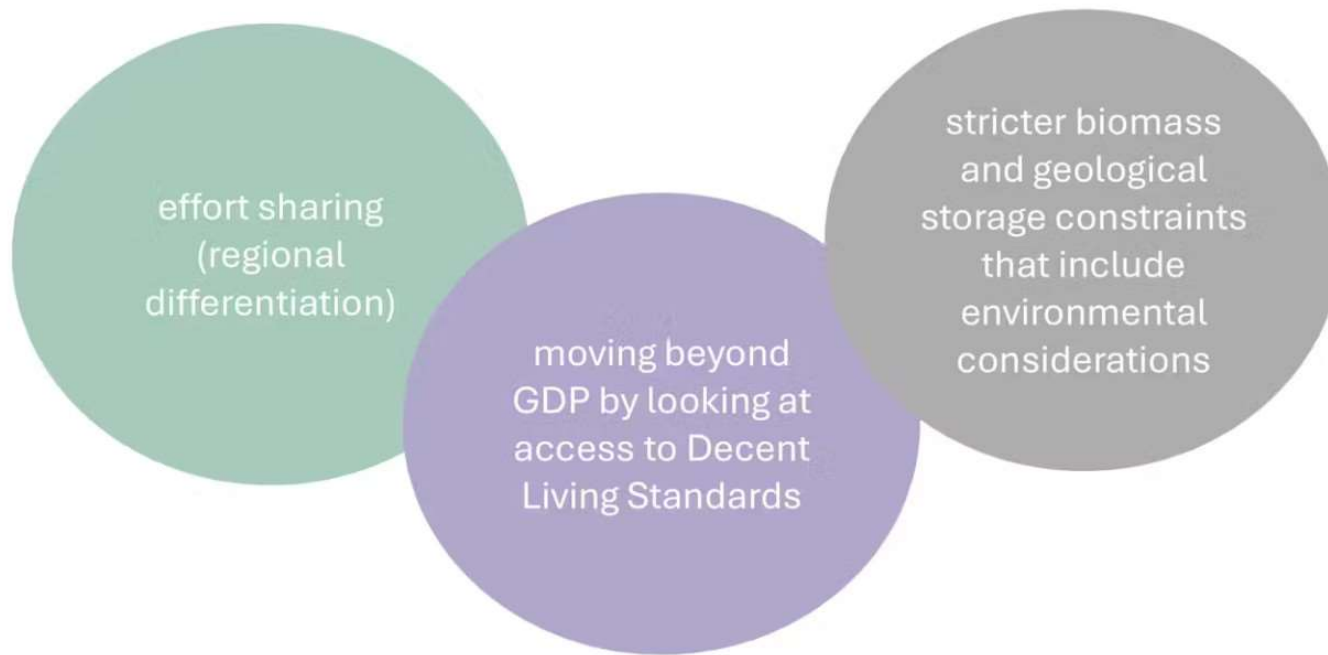 effort sharing
(regional
differentiation)
moving beyond
GDP by looking at
access to Decent
Living Standards
stricter biomass
and geological
storage constraints
that include
environmental
considerations